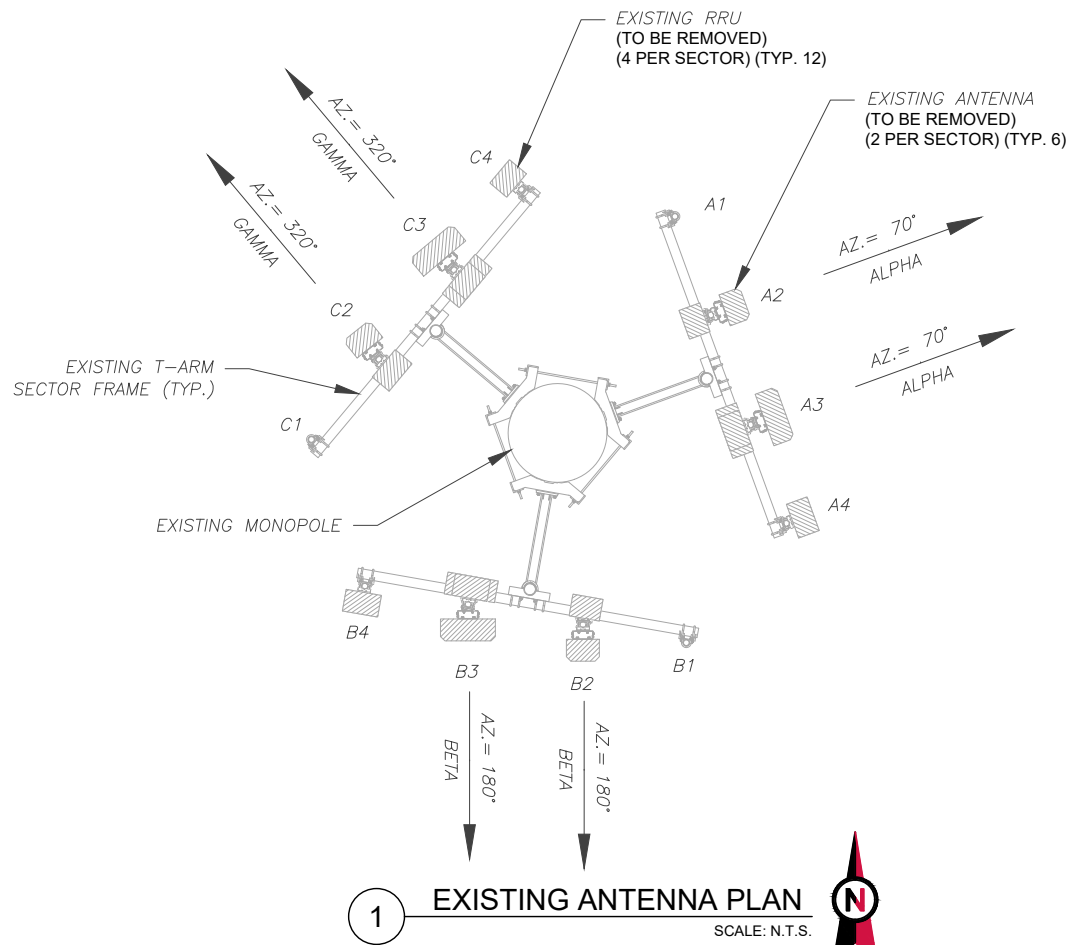 EXISTING RRU
(TO BE REMOVED)
(4 PER SECTOR) (TYP. 12)
EXISTING ANTENNA
(TO BE REMOVED)
(2 PER SECTOR) (TYP. 6)
AZ.= 320°
GAMMA
AZ.= 320°
GAMMA
C4
C3
C2
C1
A1
A2
A3
A4
AZ.= 70°
ALPHA
AZ.= 70°
ALPHA
EXISTING T-ARM
SECTOR FRAME (TYP.)
EXISTING MONOPOLE
B4
B3
B2
B1
AZ.= 180°
BETA
AZ.= 180°
BETA
1
EXISTING ANTENNA PLAN
SCALE: N.T.S.
N